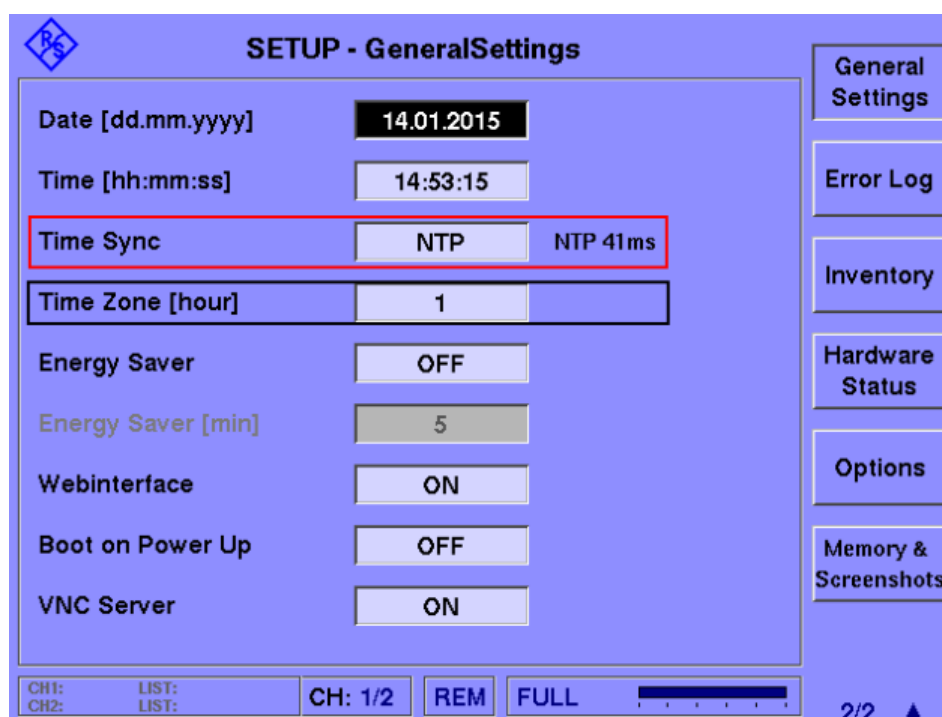 R&S
SETUP - GeneralSettings
Date [dd.mm.yyyy] 14.01.2015
Time [hh:mm:ss] 14:53:15
Time Sync NTP NTP 41ms
Time Zone [hour] 1
Energy Saver OFF
Energy Saver [min] 5
Webinterface ON
Boot on Power Up OFF
VNC Server ON
CH1: LIST:
CH2: LIST:
CH: 1/2 REM FULL
General
Settings
Error Log
Inventory
Hardware
Status
Options
Memory &
Screenshots
2/2